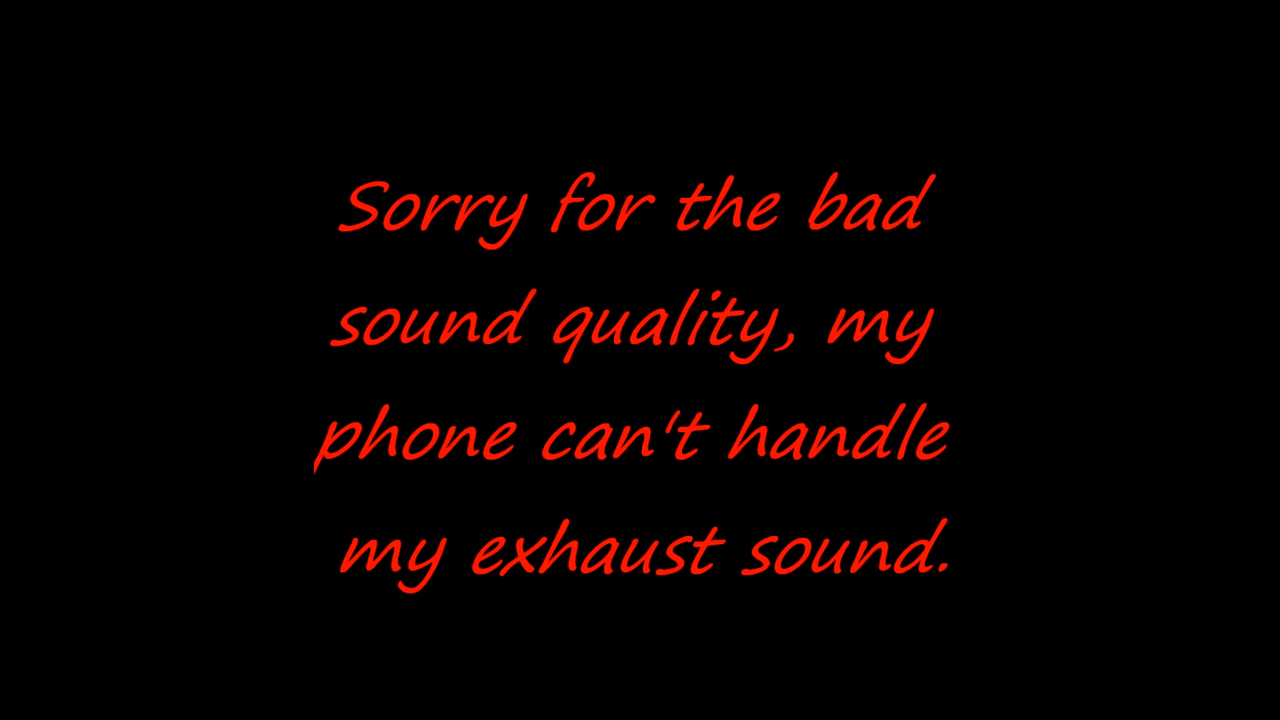 Sorry for the bad
sound quality, my
phone can't handle
my exhaust sound.